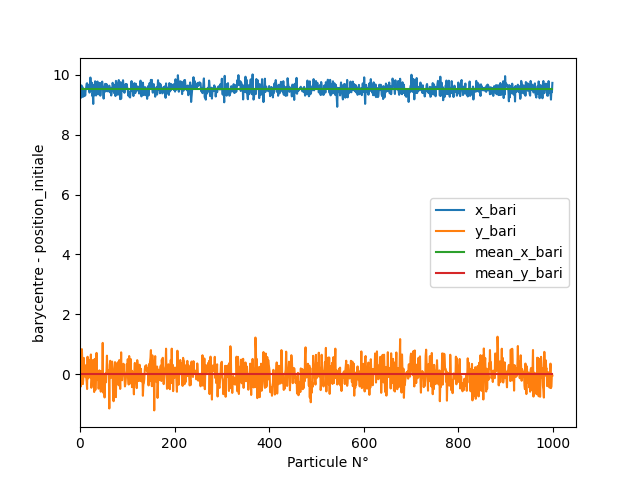 10
8
6
4
2
0
barycentre - position_initiale
x_bari
y_bari
mean_x_bari
mean_y_bari
0 200 400 600 800 1000
Particule N°